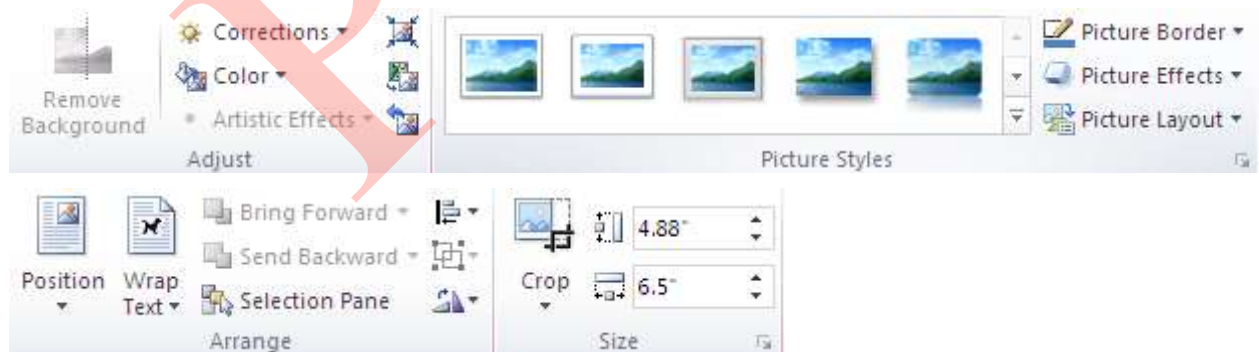 Corrections
Color
Artistic Effects
Remove
Background
Adjust
Picture Border
Picture Effects
Picture Layout
Picture Styles
Position
Wrap
Text
Bring Forward
Send Backward
Selection Pane
Arrange
Crop
4.88"
6.5"
Size